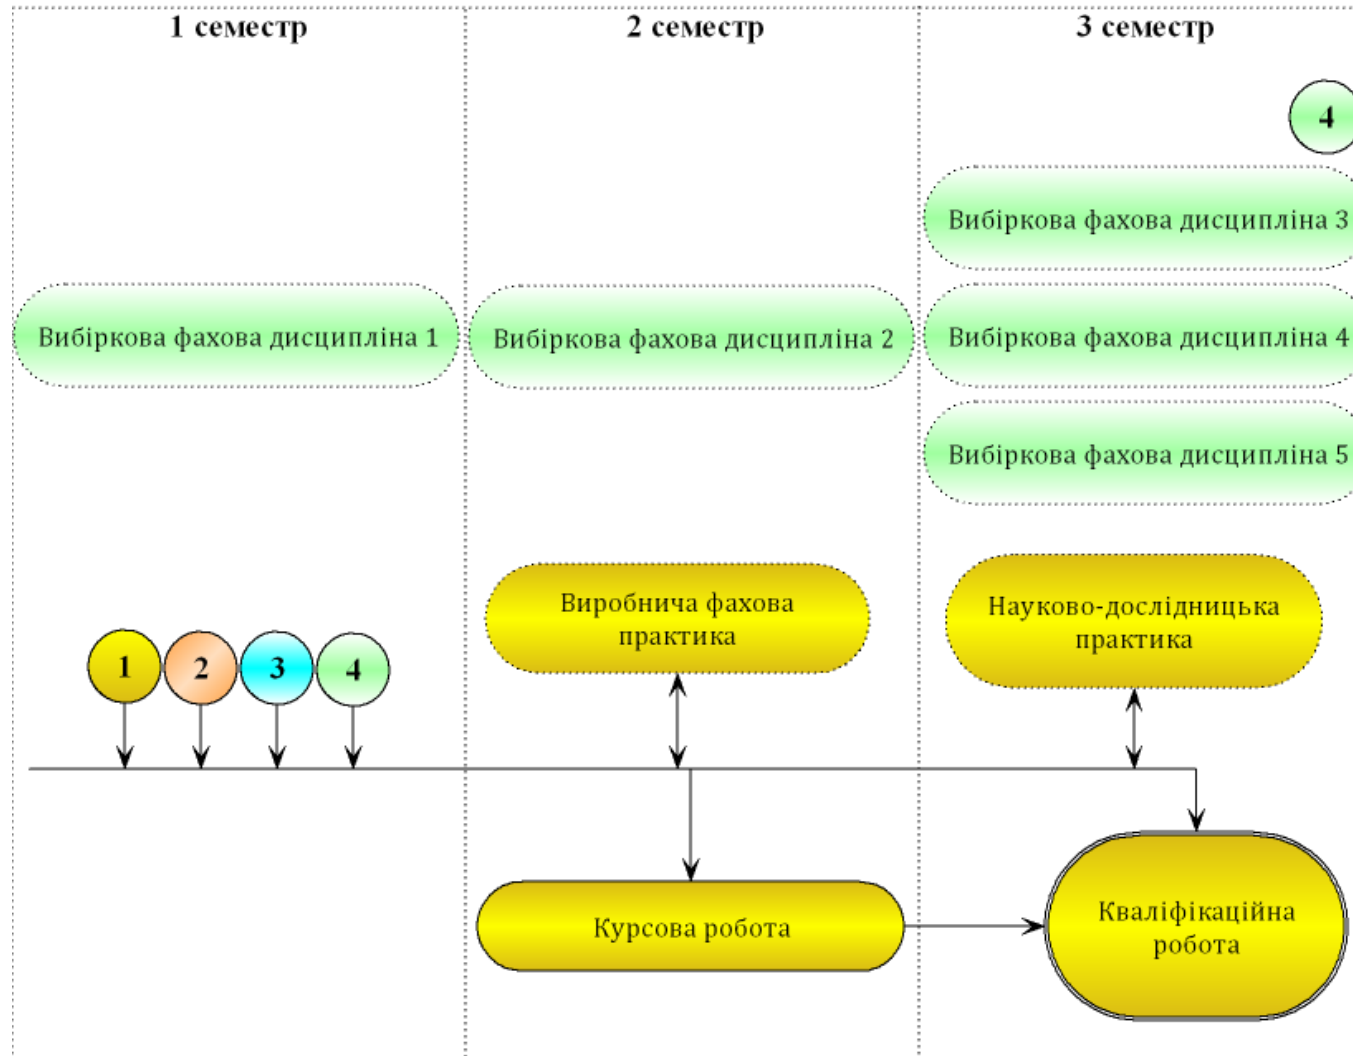 1 семестр
2 семестр
3 семестр
4
Вибіркова фахова дисципліна 3
Вибіркова фахова дисципліна 1
Вибіркова фахова дисципліна 2
Вибіркова фахова дисципліна 4
Вибіркова фахова дисципліна 5
Виробнича фахова
практика
Науково-дослідницька
практика
1
2
3
4
Курсова робота
Кваліфікаційна
робота